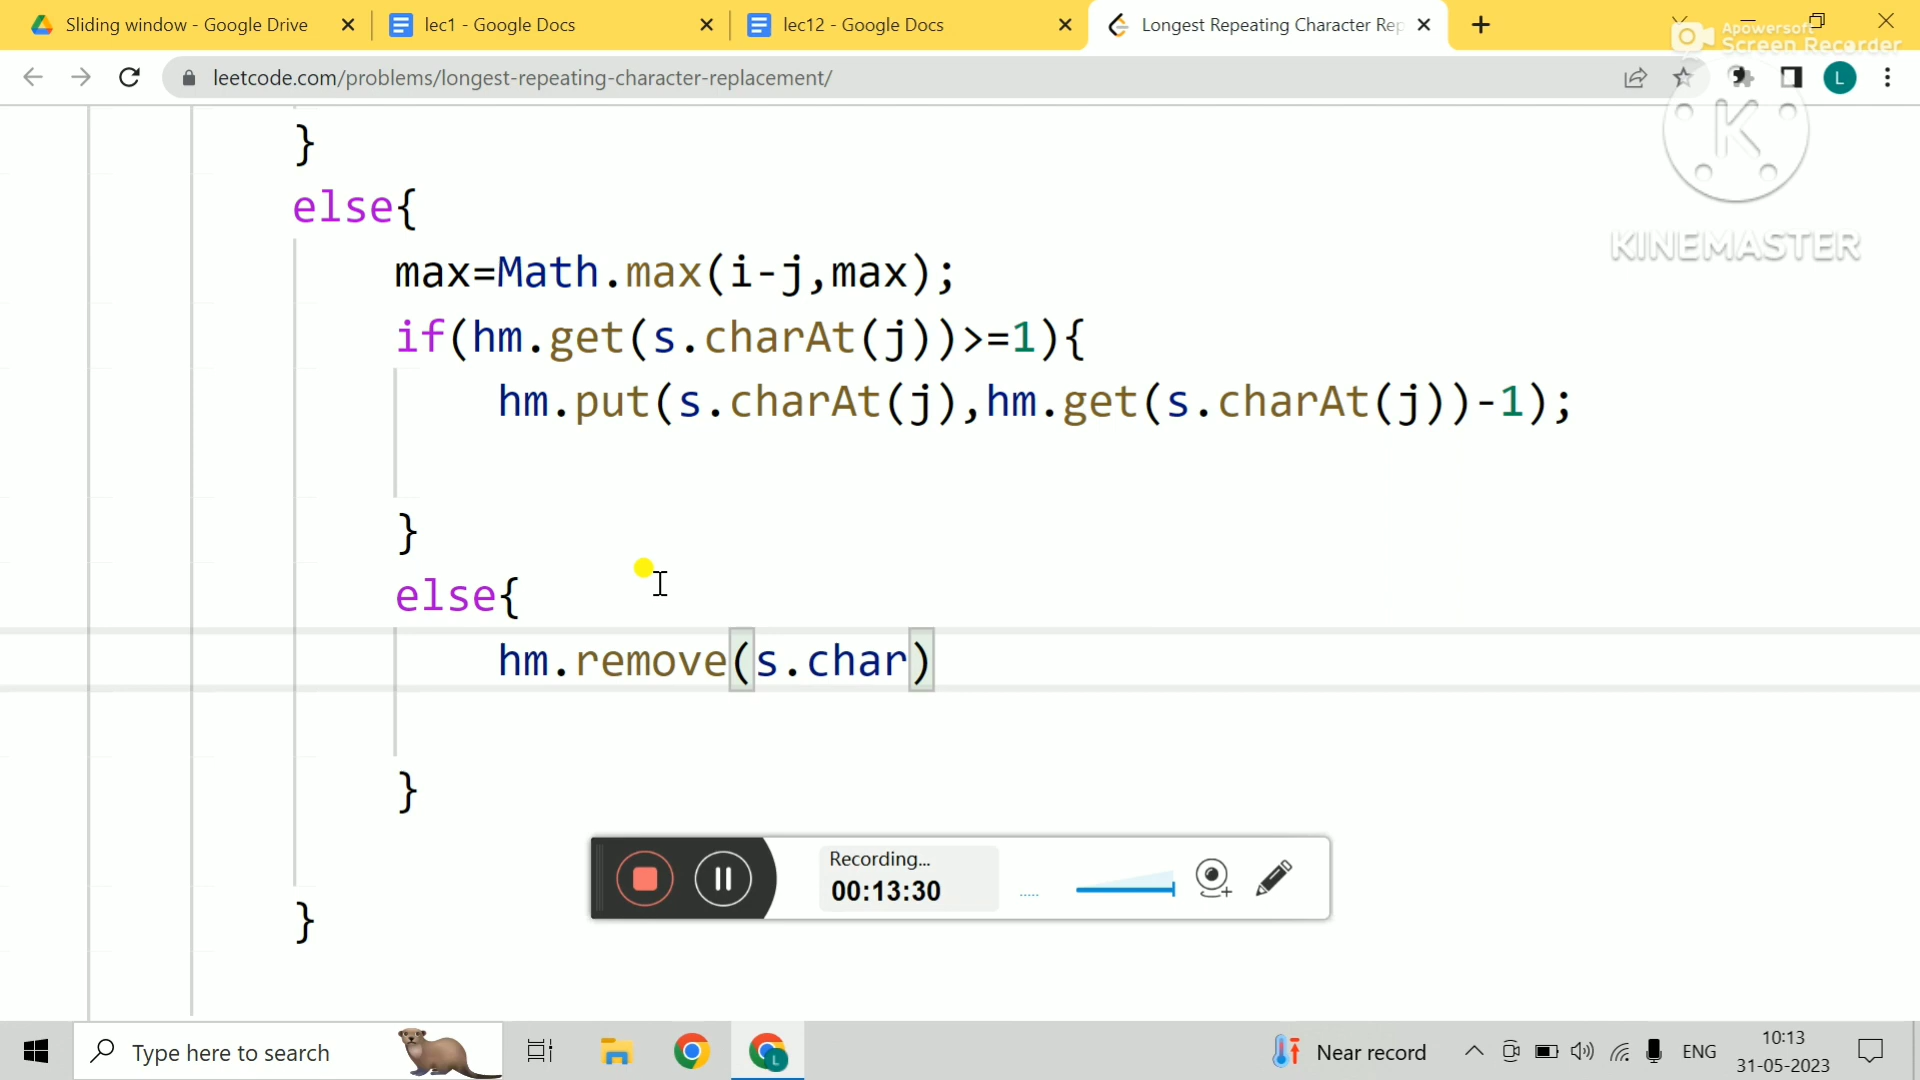 Sliding window - Google Drive
lec1 - Google Docs
lec12 - Google Docs
Longest Repeating Character Rep
Apowersoft
Screen Recorder
leetcode.com/problems/longest-repeating-character-replacement/
L
K
KINEMASTER
}
else{
max=Math.max(i-j,max);
if(hm.get(s.charAt(j))>=1){
hm.put(s.charAt(j),hm.get(s.charAt(j))-1);
}
else{
hm.remove(s.char)
}
}
Recording...
00:13:30
Type here to search
L
Near record
ENG
10:13
31-05-2023